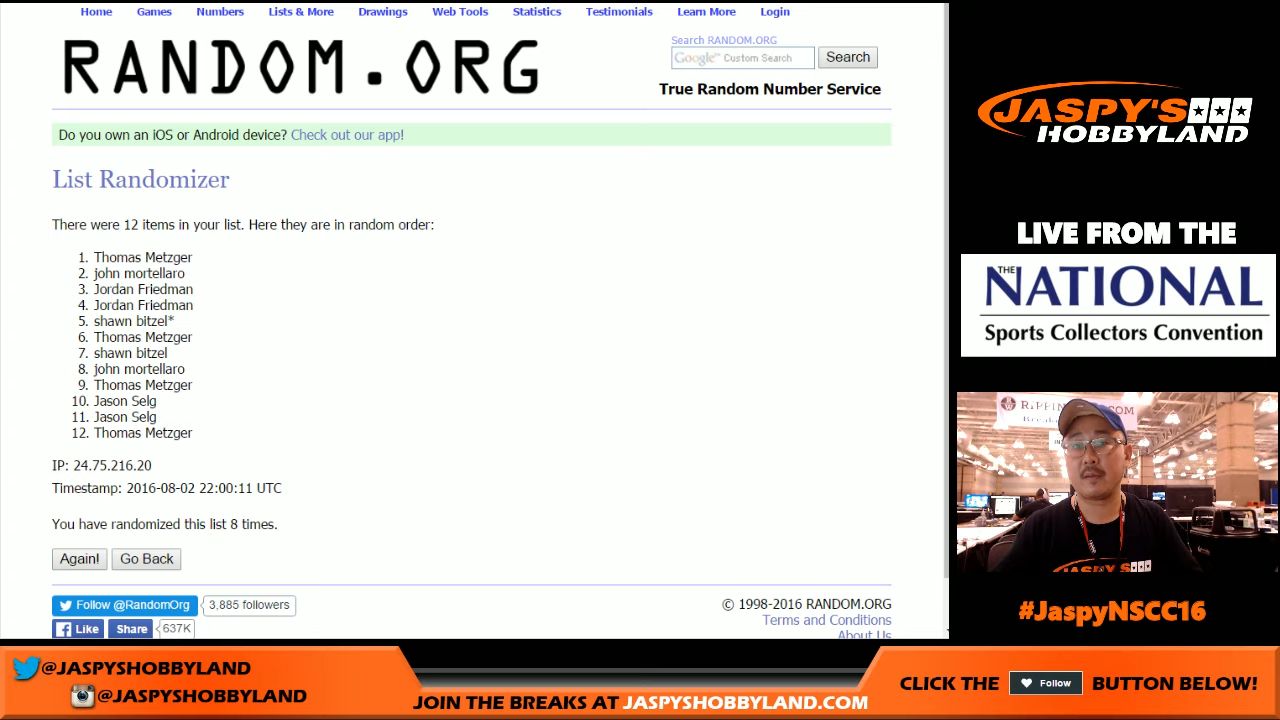 Home Games Numbers Lists & More Drawings Web Tools Statistics Testimonials Learn More Login
RANDOM.ORG
Search RANDOM.ORG
Google™ Custom Search Search
True Random Number Service
Do you own an iOS or Android device? Check out our app!
List Randomizer
There were 12 items in your list. Here they are in random order:
1. Thomas Metzger
2. john mortellaro
3. Jordan Friedman
4. Jordan Friedman
5. shawn bitzel*
6. Thomas Metzger
7. shawn bitzel
8. john mortellaro
9. Thomas Metzger
10. Jason Selg
11. Jason Selg
12. Thomas Metzger
IP: 24.75.216.20
Timestamp: 2016-08-02 22:00:11 UTC
You have randomized this list 8 times.
Again! Go Back
Follow @RandomOrg 3,885 followers
Like Share 637K
© 1998-2016 RANDOM.ORG
Terms and Conditions
About Us
JASPY'S
HOBBYLAND
LIVE FROM THE
THE NATIONAL
Sports Collectors Convention
JASPY'S
#JaspyNSCC16
@JASPYSHOBBYLAND
@JASPYSHOBBYLAND
JOIN THE BREAKS AT JASPYSHOBBYLAND.COM
CLICK THE Follow BUTTON BELOW!